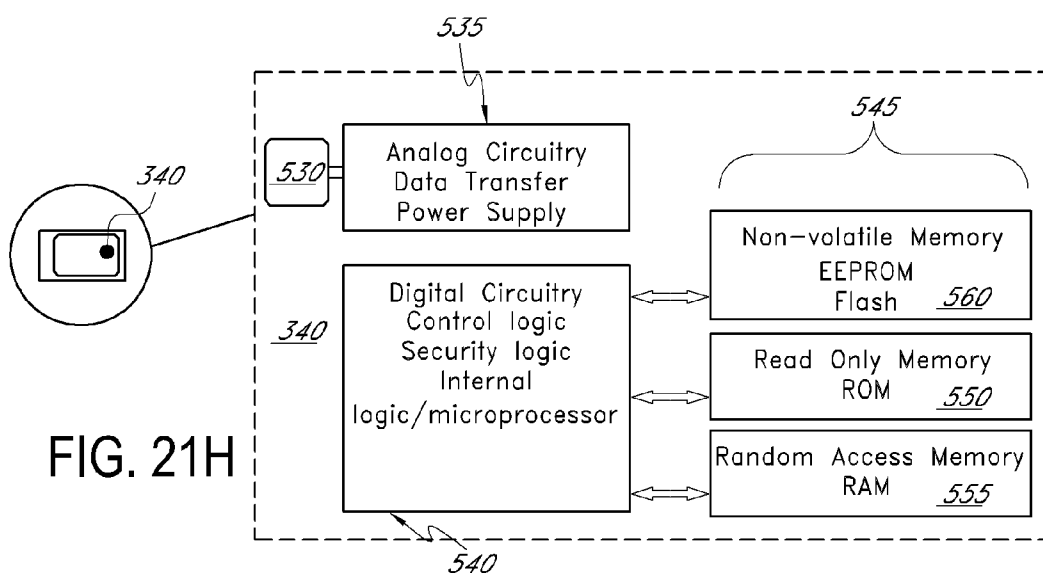 535
545
340
530
Analog Circuitry
Data Transfer
Power Supply
Non-volatile Memory
EEPROM
Flash 560
340
Digital Circuitry
Control logic
Security logic
Internal
logic/microprocessor
Read Only Memory
ROM 550
Random Access Memory
RAM 555
FIG. 21H
540